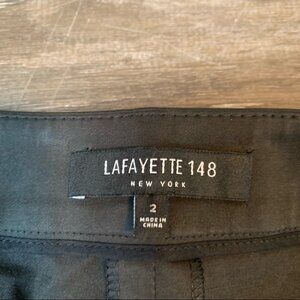 LAFAYETTE 148
NEW YORK
2
MADE IN
CHINA